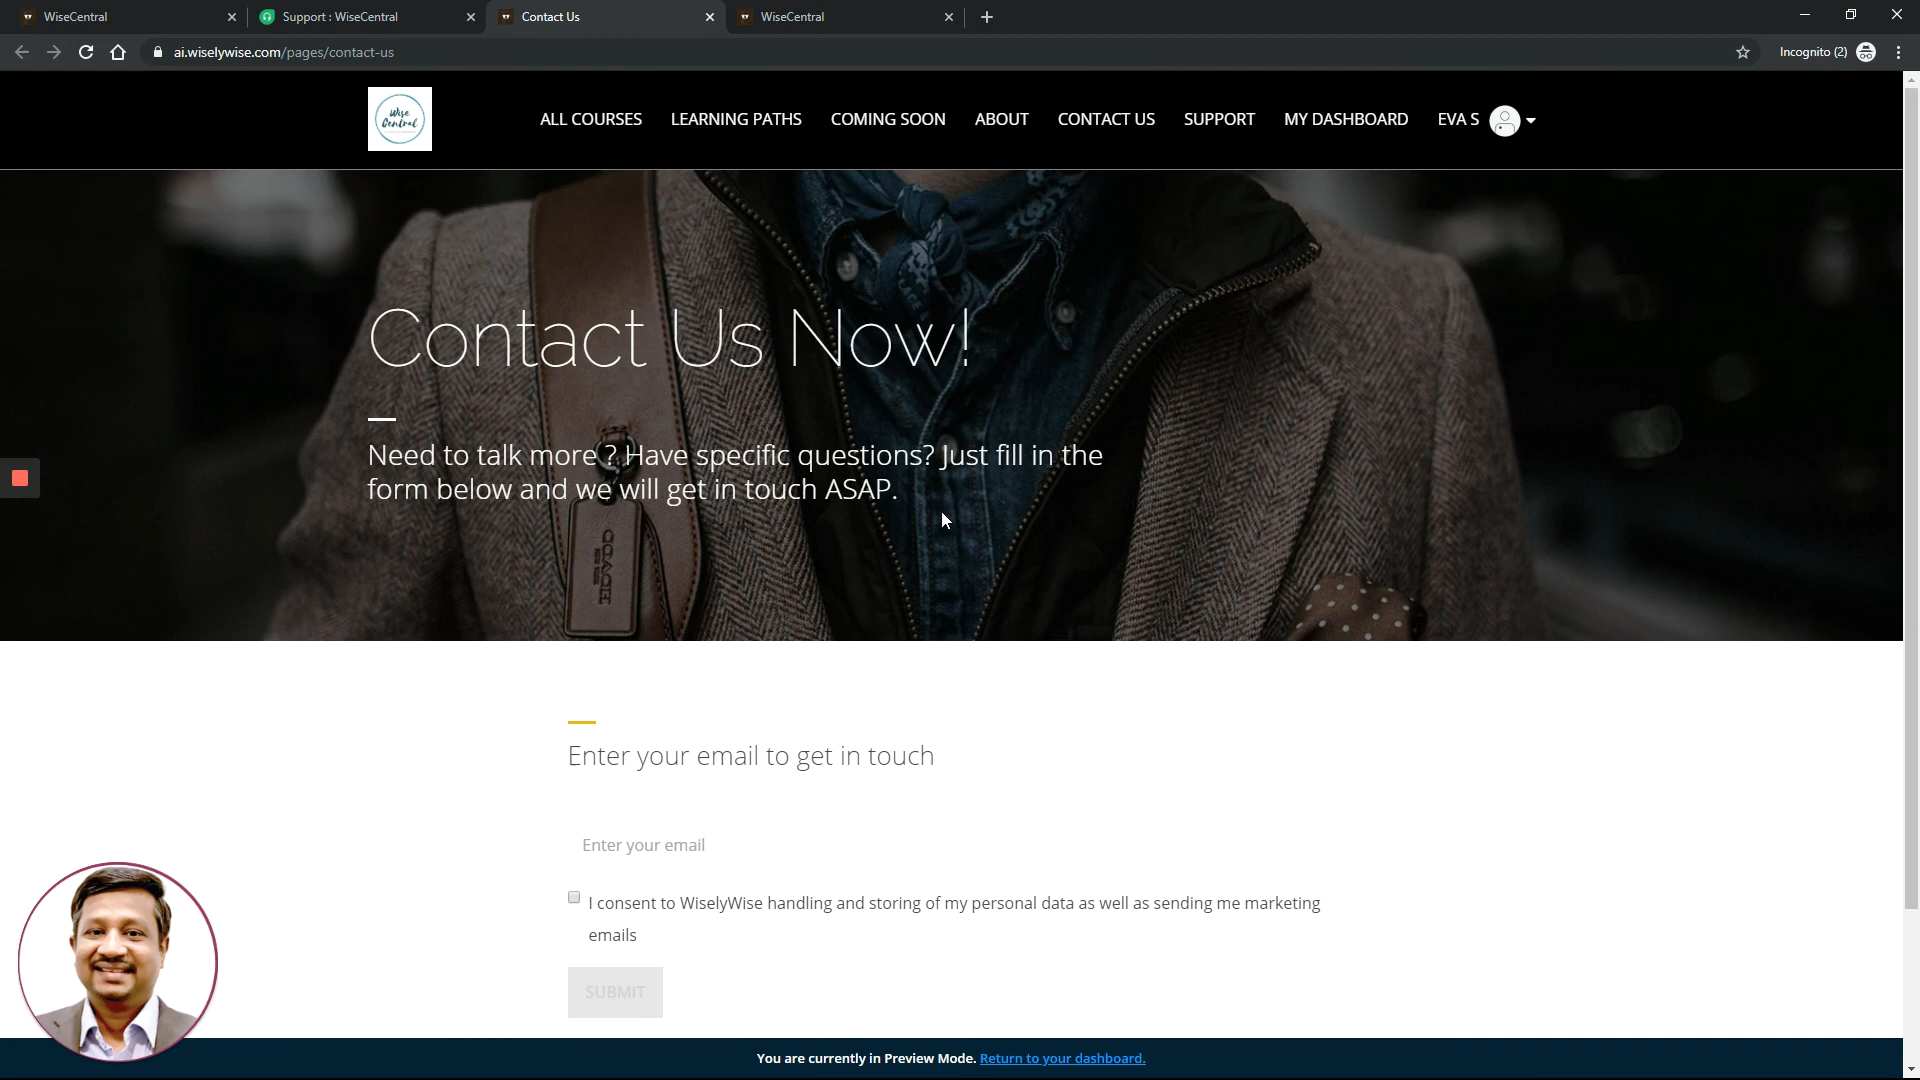 WiseCentral
Support : WiseCentral
Contact Us
WiseCentral
ai.wiselywise.com/pages/contact-us
Incognito (2)
Wise
Central
ALL COURSES
LEARNING PATHS
COMING SOON
ABOUT
CONTACT US
SUPPORT
MY DASHBOARD
EVA S
Contact Us Now!
Need to talk more ? Have specific questions? Just fill in the
form below and we will get in touch ASAP.
COACH
Enter your email to get in touch
Enter your email
I consent to WiselyWise handling and storing of my personal data as well as sending me marketing
emails
SUBMIT
You are currently in Preview Mode. Return to your dashboard.